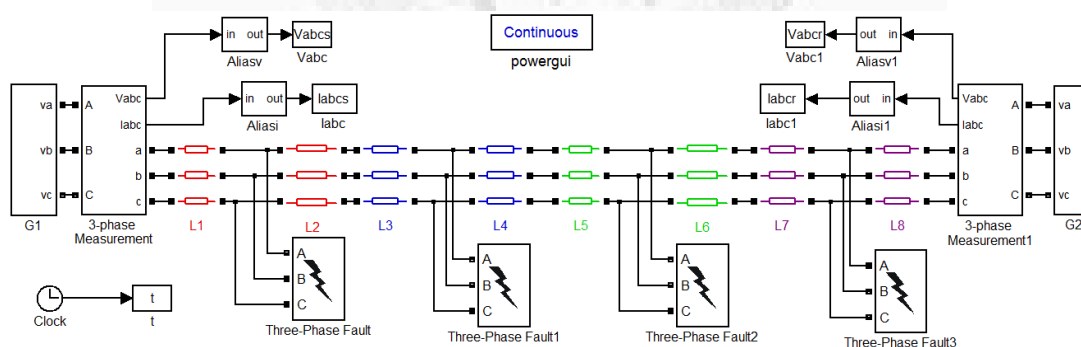 in out
Aliasv
Vabcs
Vabc
Continuous
powergui
Vabcr
Vabc1
out in
Aliasv1
in out
Aliasi
Iabcs
Iabc
Iabcr
Iabc1
out in
Aliasi1
va
vb
vc
G1
A
B
C
Vabc
Iabc
a
b
c
3-phase
Measurement
L1
L2
L3
L4
L5
L6
L7
L8
Vabc
Iabc
a
b
c
A
B
C
3-phase
Measurement1
va
vb
vc
G2
A
B
C
Three-Phase Fault
A
B
C
Three-Phase Fault1
A
B
C
Three-Phase Fault2
A
B
C
Three-Phase Fault3
Clock
t
t